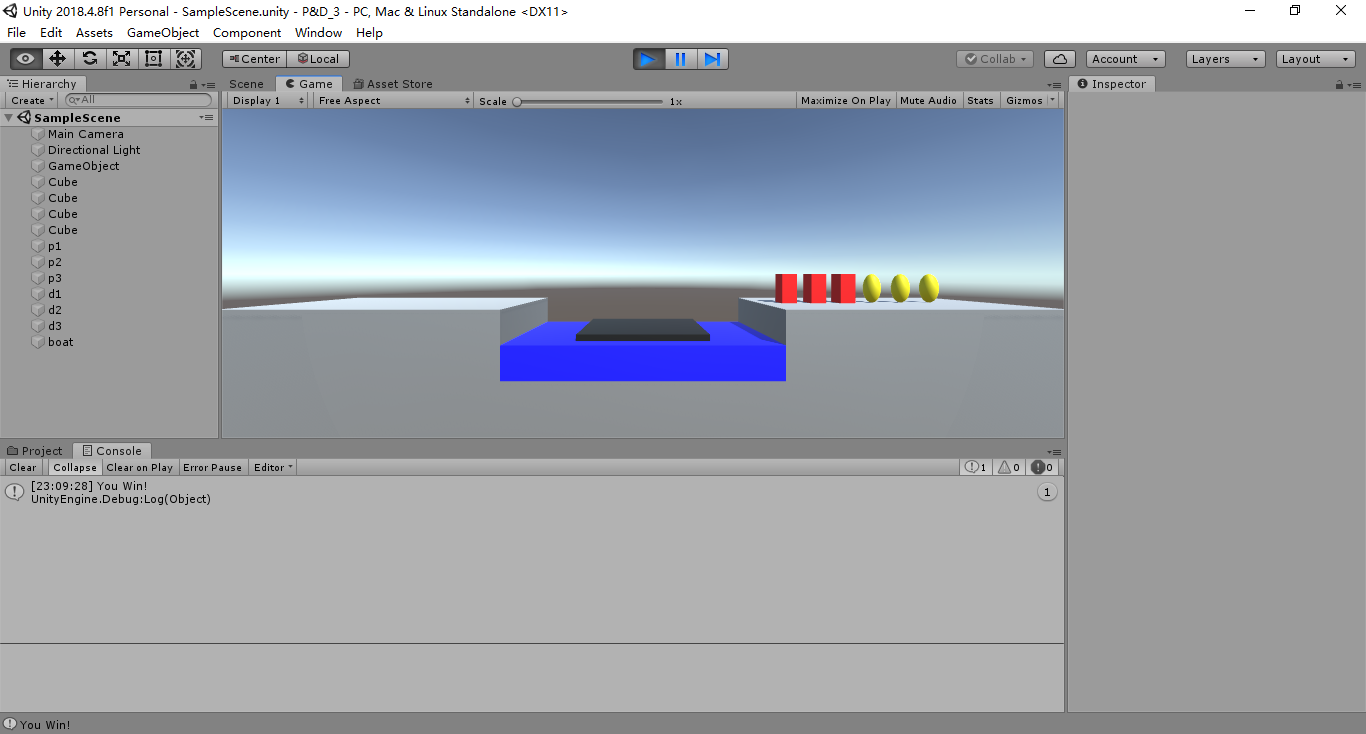 Unity 2018.4.8f1 Personal - SampleScene.unity - P&D_3 - PC, Mac & Linux Standalone <DX11>
File Edit Assets GameObject Component Window Help
Center Local Collab Account Layers Layout
Hierarchy Scene Game Asset Store Inspector
Create All Display 1 Free Aspect Scale 1x Maximize On Play Mute Audio Stats Gizmos
SampleScene
Main Camera
Directional Light
GameObject
Cube
Cube
Cube
Cube
p1
p2
p3
d1
d2
d3
boat
Project Console
Clear Collapse Clear on Play Error Pause Editor 1 0 0
[23:09:28] You Win!
UnityEngine.Debug:Log(Object)
1
You Win!